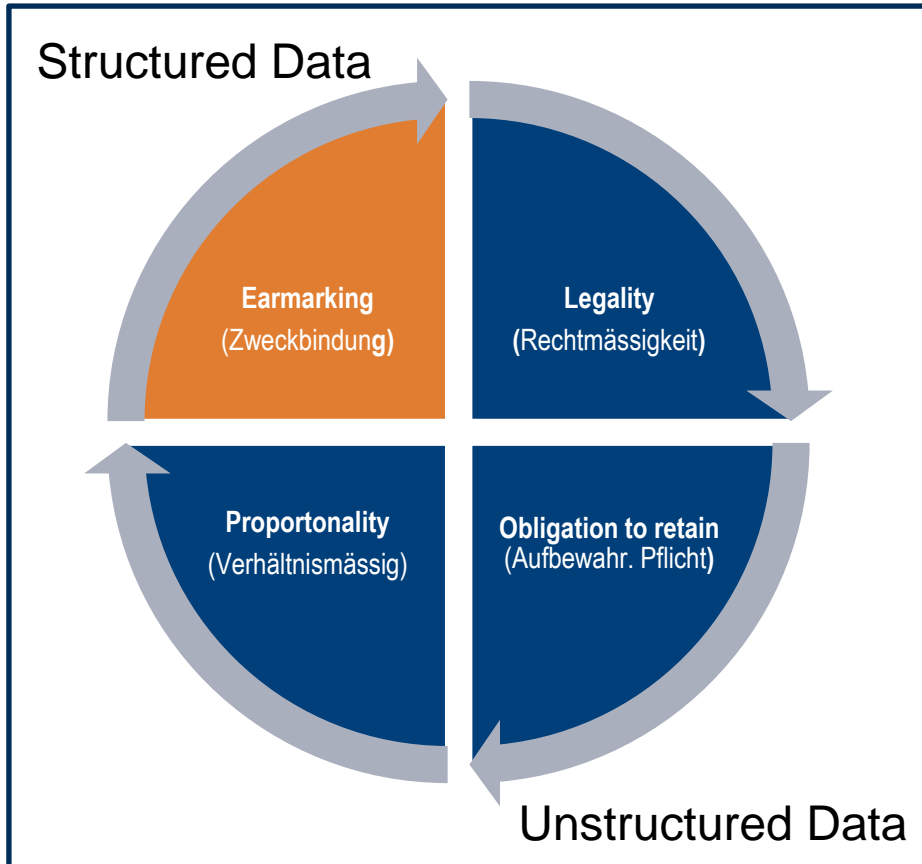 Structured Data
Earmarking
(Zweckbindung)
Legality
(Rechtmässigkeit)
Proportonality
(Verhältnismässig)
Obligation to retain
(Aufbewahr. Pflicht)
Unstructured Data